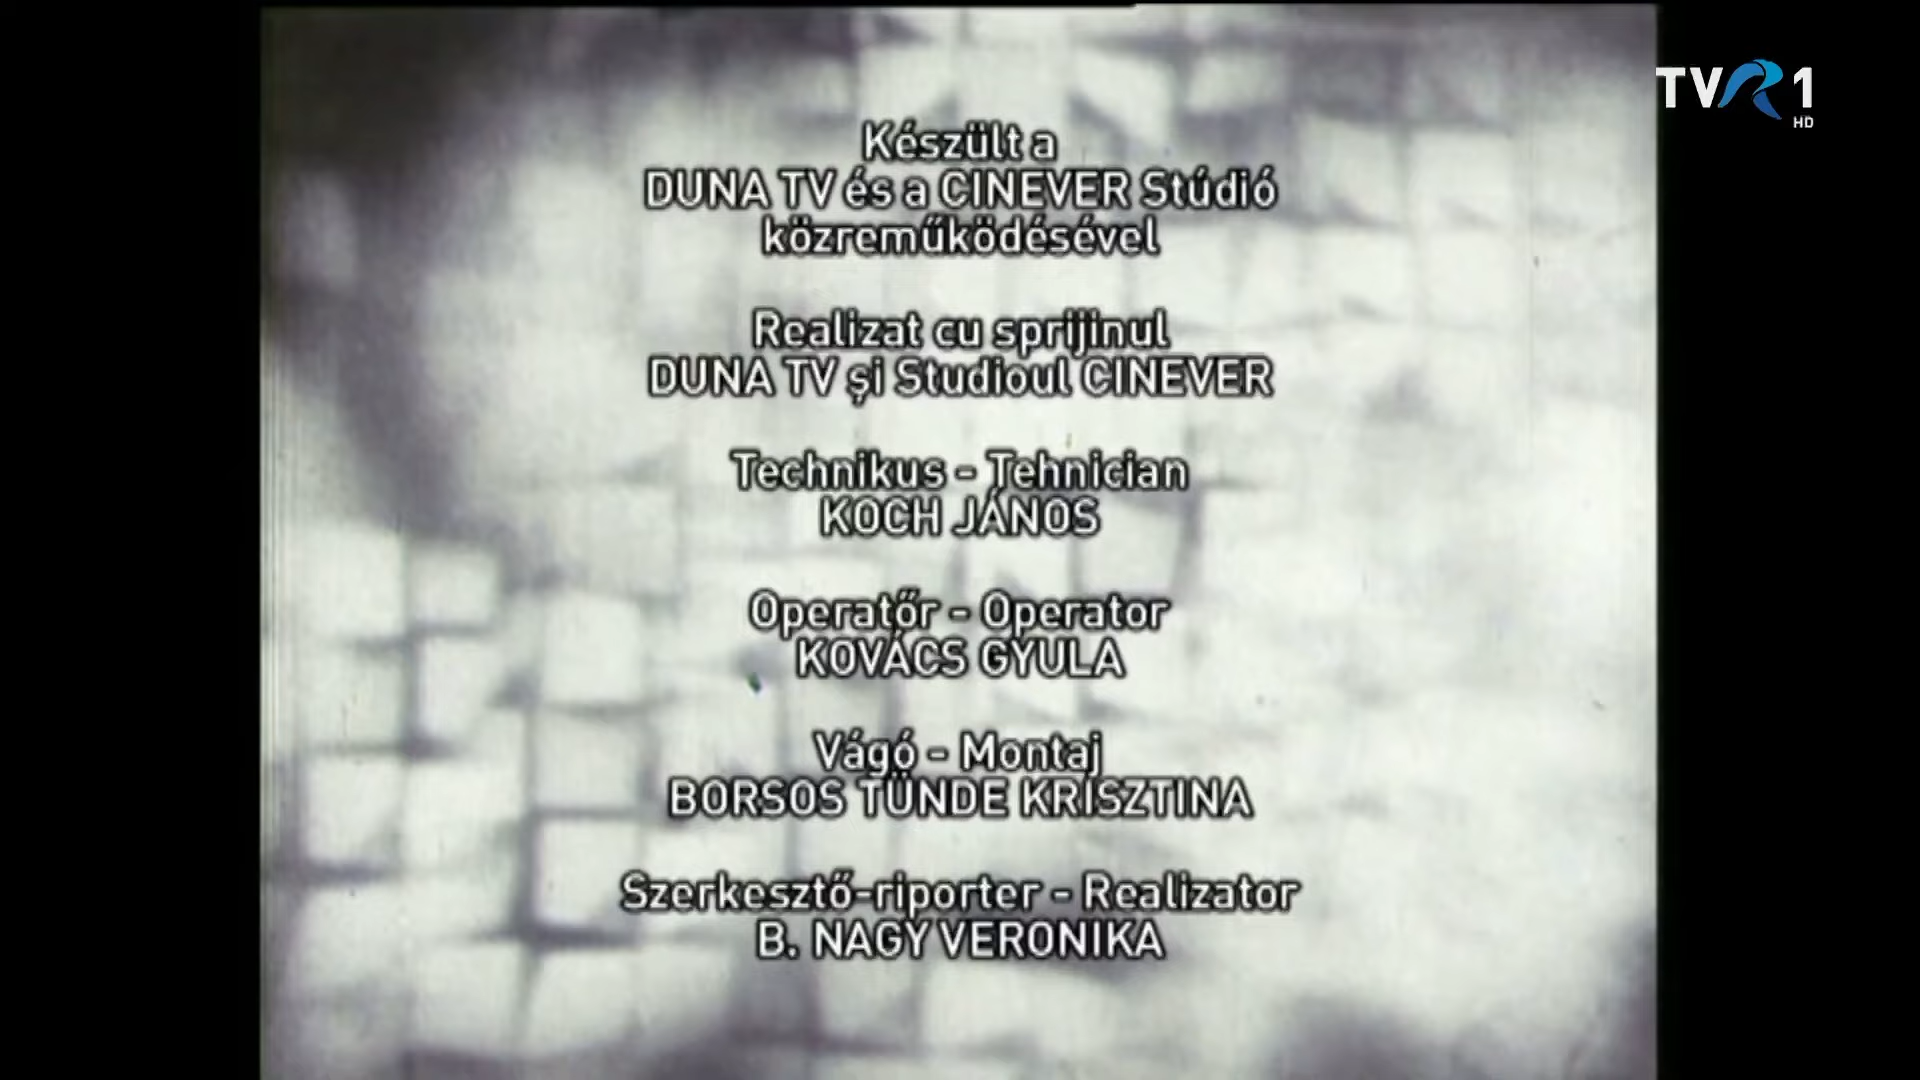 TVR1
HD
Készült a
DUNA TV és a CINEVER Stúdió
közreműködésével
Realizat cu sprijinul
DUNA TV și Studioul CINEVER
Technikus - Tehnician
KOCH JÁNOS
Operatőr - Operator
KOVÁCS GYULA
Vágó - Montaj
BORSOS TÜNDE KRISZTINA
Szerkesztő-riporter - Realizator
B. NAGY VERONIKA